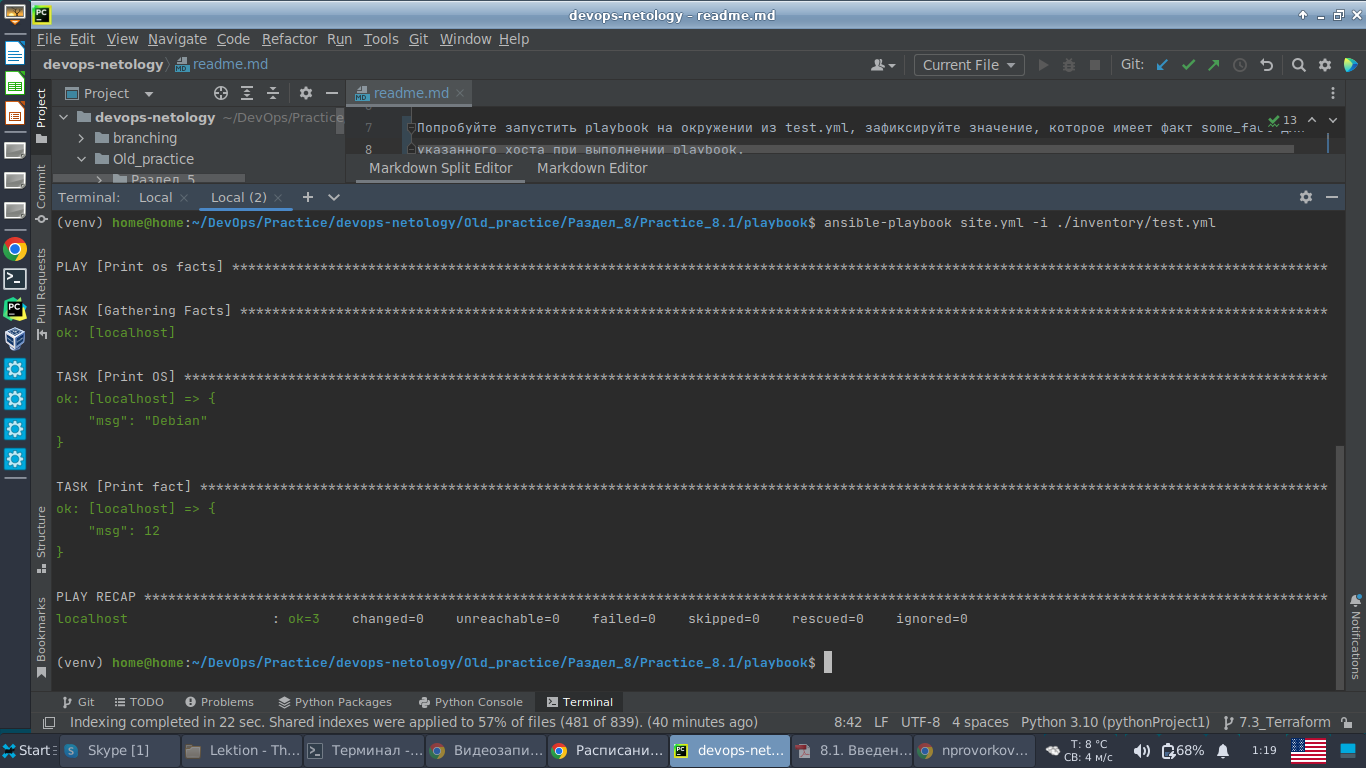 devops-netology - readme.md
File Edit View Navigate Code Refactor Run Tools Git Window Help
devops-netology readme.md Current File Git:
Project
readme.md
devops-netology ~/DevOps/Practice
branching
Old_practice
Раздел_5
7 Попробуйте запустить playbook на окружении из test.yml, зафиксируйте значение, которое имеет факт
13
8 указанного хоста при выполнении playbook.
Markdown Split Editor Markdown Editor
Project
Commit
Pull Requests
Structure
Bookmarks
Notifications
Terminal: Local Local (2)
(venv) home@home:~/DevOps/Practice/devops-netology/Old_practice/Раздел_8/Practice_8.1/playbook$ ansible-playbook site.yml -i ./inventory/test.yml
PLAY [Print os facts] *****************************************************************************************************************************************
TASK [Gathering Facts] ****************************************************************************************************************************************
ok: [localhost]
TASK [Print OS] ***********************************************************************************************************************************************
ok: [localhost] => {
"msg": "Debian"
}
TASK [Print fact] *********************************************************************************************************************************************
ok: [localhost] => {
"msg": 12
}
PLAY RECAP ****************************************************************************************************************************************************
localhost : ok=3 changed=0 unreachable=0 failed=0 skipped=0 rescued=0 ignored=0
(venv) home@home:~/DevOps/Practice/devops-netology/Old_practice/Раздел_8/Practice_8.1/playbook$
Git TODO Problems Python Packages Python Console Terminal
Indexing completed in 22 sec. Shared indexes were applied to 57% of files (481 of 839). (40 minutes ago) 8:42 LF UTF-8 4 spaces Python 3.10 (pythonProject1) 7.3_Terraform
Start Skype [1] Lektion - Th... Терминал -... Видеозапи... Расписани... devops-net... 8.1. Введен... nprovorkov... Т: 8 °C 68% 1:19
СВ: 4 м/с